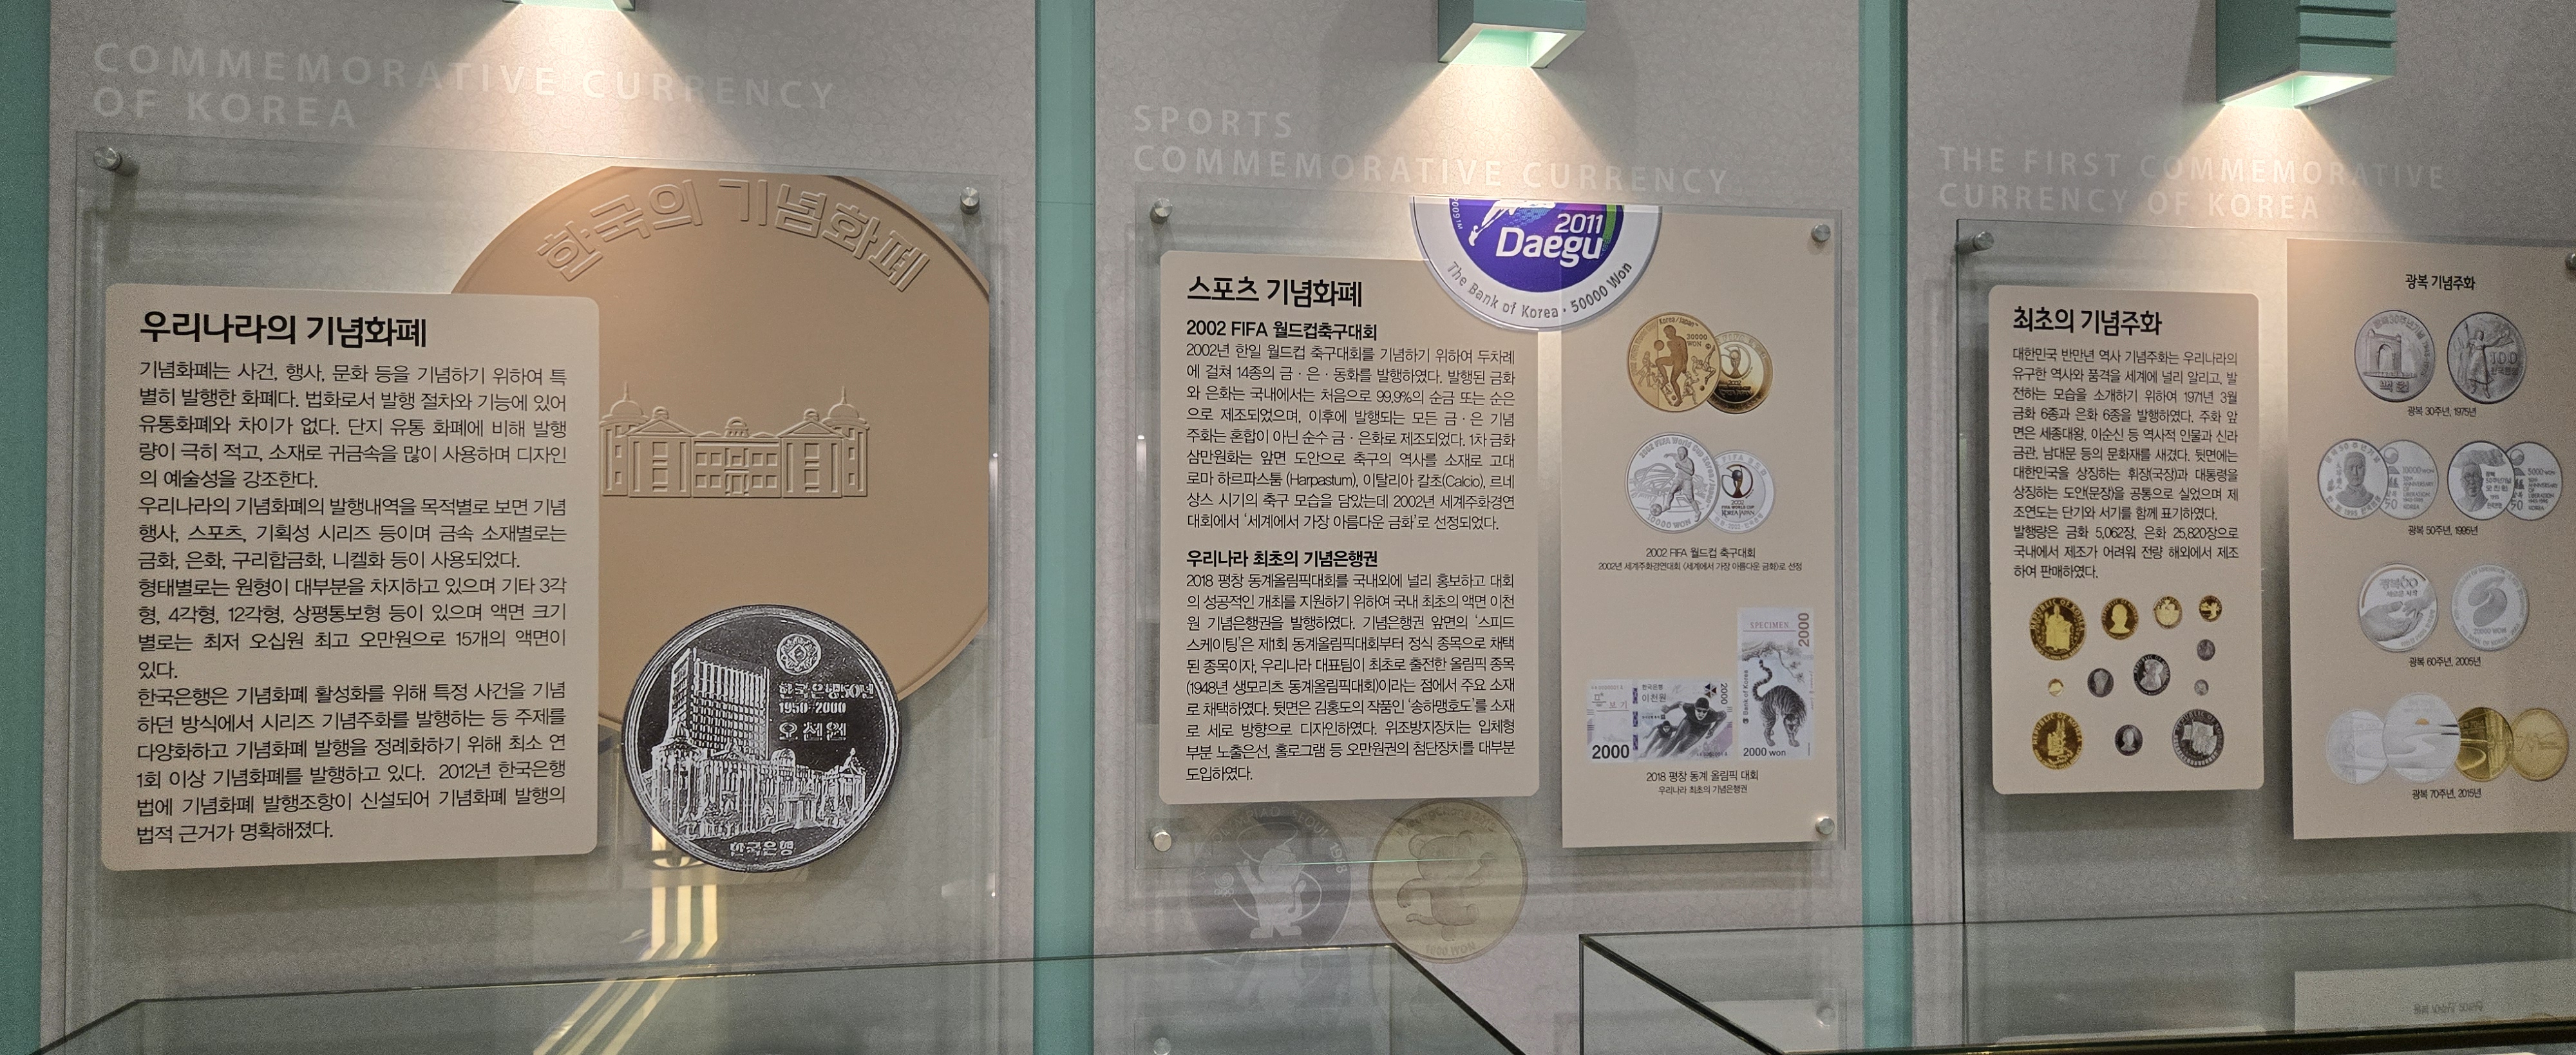 COMMEMORATIVE CURRENCY
OF KOREA
한국의 기념화폐
우리나라의 기념화폐
기념화폐는 사건, 행사, 문화 등을 기념하기 위하여 특
별히 발행한 화폐다. 법화로서 발행 절차와 기능에 있어
유통화폐와 차이가 없다. 단지 유통 화폐에 비해 발행
량이 극히 적고, 소재로 귀금속을 많이 사용하며 디자인
의 예술성을 강조한다.
우리나라의 기념화폐의 발행내역을 목적별로 보면 기념
행사, 스포츠, 기획성 시리즈 등이며 금속 소재별로는
금화, 은화, 구리합금화, 니켈화 등이 사용되었다.
형태별로는 원형이 대부분을 차지하고 있으며 기타 3각
형, 4각형, 12각형, 상평통보형 등이 있으며 액면 크기
별로는 최저 오십원 최고 오만원으로 15개의 액면이
있다.
한국은행은 기념화폐 활성화를 위해 특정 사건을 기념
하던 방식에서 시리즈 기념주화를 발행하는 등 주제를
다양화하고 기념화폐 발행을 정례화하기 위해 최소 연
1회 이상 기념화폐를 발행하고 있다. 2012년 한국은행
법에 기념화폐 발행조항이 신설되어 기념화폐 발행의
법적 근거가 명확해졌다.
한국은행50년
1950-2000
오천원
한국은행
SPORTS
COMMEMORATIVE CURRENCY
2011
Daegu
The Bank of Korea · 50000 Won
스포츠 기념화폐
2002 FIFA 월드컵축구대회
2002년 한일 월드컵 축구대회를 기념하기 위하여 두차례
에 걸쳐 14종의 금 · 은 · 동화를 발행하였다. 발행된 금화
와 은화는 국내에서는 처음으로 99.9%의 순금 또는 순은
으로 제조되었으며, 이후에 발행되는 모든 금 · 은 기념
주화는 혼합이 아닌 순수 금 · 은화로 제조되었다. 1차 금화
삼만원화는 앞면 도안으로 축구의 역사를 소재로 고대
로마 하르파스툼 (Harpastum), 이탈리아 칼초(Calcio), 르네
상스 시기의 축구 모습을 담았는데 2002년 세계주화경연
대회에서 '세계에서 가장 아름다운 금화'로 선정되었다.
우리나라 최초의 기념은행권
2018 평창 동계올림픽대회를 국내외에 널리 홍보하고 대회
의 성공적인 개최를 지원하기 위하여 국내 최초의 액면 이천
원 기념은행권을 발행하였다. 기념은행권 앞면의 '스피드
스케이팅'은 제1회 동계올림픽대회부터 정식 종목으로 채택
된 종목이자, 우리나라 대표팀이 최초로 출전한 올림픽 종목
(1948년 생모리츠 동계올림픽대회)이라는 점에서 주요 소재
로 채택하였다. 뒷면은 김홍도의 작품인 '송하맹호도'를 소재
로 세로 방향으로 디자인하였다. 위조방지장치는 입체형
부분 노출은선, 홀로그램 등 오만원권의 첨단장치를 대부분
도입하였다.
Korea/Japan
30000
WON
10000 WON
2002 FIFA 월드컵 축구대회
2002년 세계주화경연대회 <세계에서 가장 아름다운 금화>로 선정
SPECIMEN
2000
Bank of Korea
2000 won
한국은행
이천원
보기
2000
2000
2018 평창 동계 올림픽 대회
우리나라 최초의 기념은행권
THE FIRST COMMEMORATIVE
CURRENCY OF KOREA
최초의 기념주화
대한민국 반만년 역사 기념주화는 우리나라의
유구한 역사와 품격을 세계에 널리 알리고, 발
전하는 모습을 소개하기 위하여 1971년 3월
금화 6종과 은화 6종을 발행하였다. 주화 앞
면은 세종대왕, 이순신 등 역사적 인물과 신라
금관, 남대문 등의 문화재를 새겼다. 뒷면에는
대한민국을 상징하는 휘장(국장)과 대통령을
상징하는 도안(문장)을 공통으로 실었으며 제
조연도는 단기와 서기를 함께 표기하였다.
발행량은 금화 5,062장, 은화 25,820장으로
국내에서 제조가 어려워 전량 해외에서 제조
하여 판매하였다.
광복 기념주화
백원
100
광복 30주년, 1975년
광복 50주년, 1995년
광복 60주년, 2005년
광복 70주년, 2015년